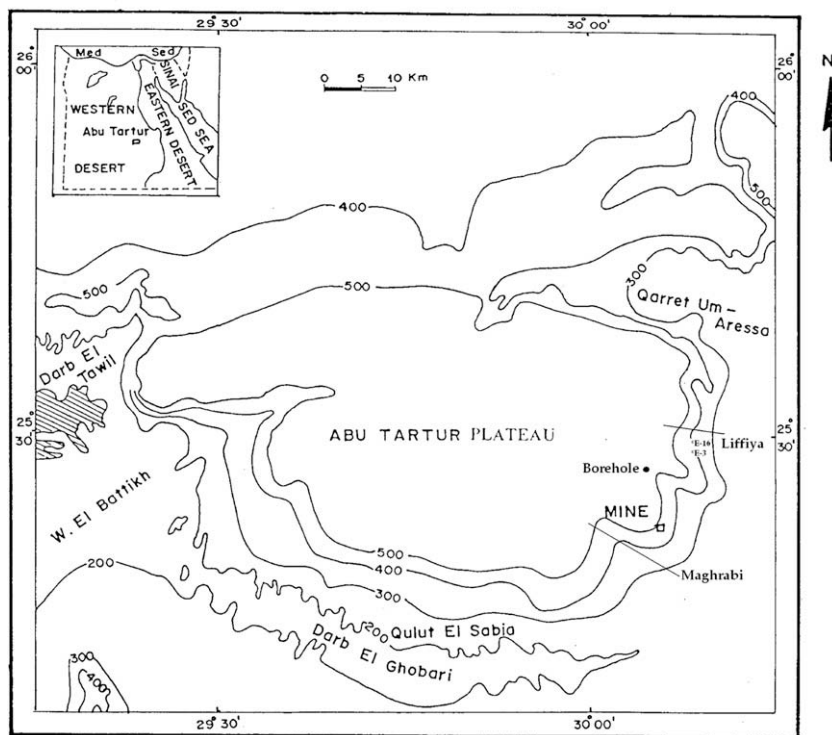 29°30'
30°00'
26°
00'
Med Sed
SINAI
SED SEA
EASTERN DESERT
WESTERN
Abu Tartur
DESERT
0 5 10 Km
N
400
500
400
300
Qarret Um-
Aressa
500
500
Darb El
Tawil
25°
30'
25
30'
ABU TARTUR PLATEAU
E-16
E-3
Liffiya
Borehole
MINE
W. El Battikh
Maghrabi
200
500
400
300
200
Qulut El Sabia
Darb El Ghobari
300
400
29°30'
30°00'